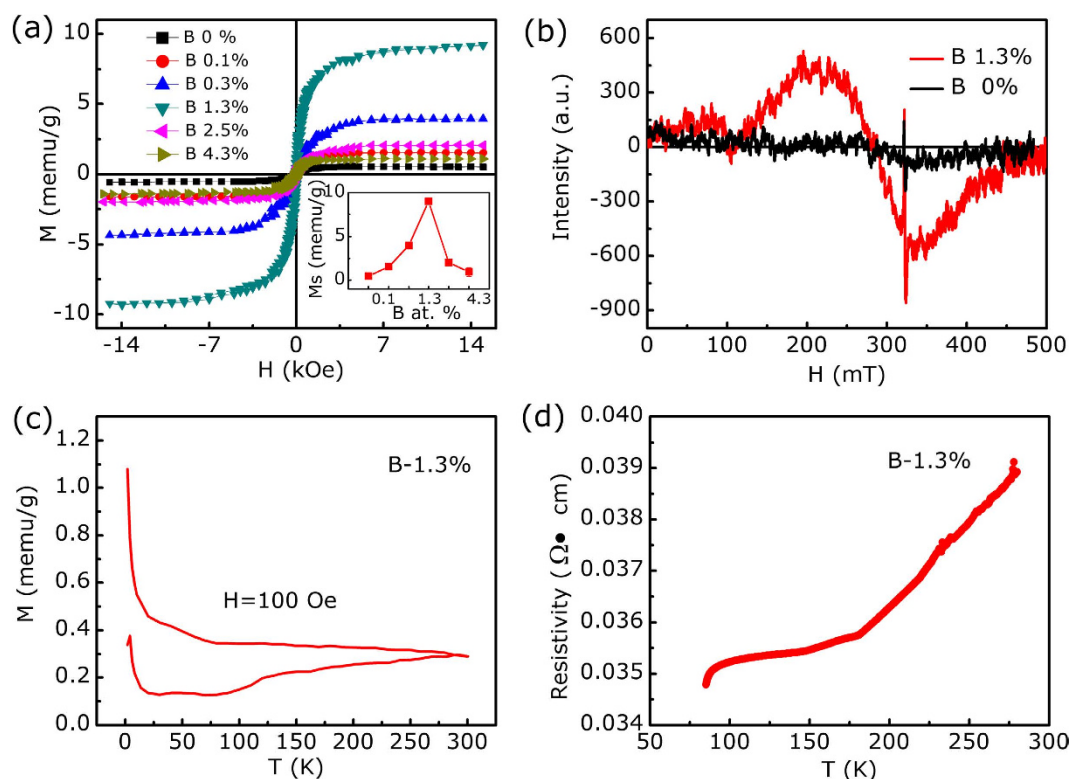 (a)
M (memu/g)
10
5
0
-5
-10
B 0 %
B 0.1%
B 0.3%
B 1.3%
B 2.5%
B 4.3%
Ms (memu/g)
10
5
0
0.1 1.3 4.3
B at. %
-14 -7 0 7 14
H (kOe)
(b)
Intensity (a.u.)
600
300
0
-300
-600
-900
B 1.3%
B 0%
0 100 200 300 400 500
H (mT)
(c)
M (memu/g)
1.2
1.0
0.8
0.6
0.4
0.2
0.0
B-1.3%
H=100 Oe
0 50 100 150 200 250 300
T (K)
(d)
Resistivity (Ω• cm)
0.040
0.039
0.038
0.037
0.036
0.035
0.034
B-1.3%
50 100 150 200 250 300
T (K)